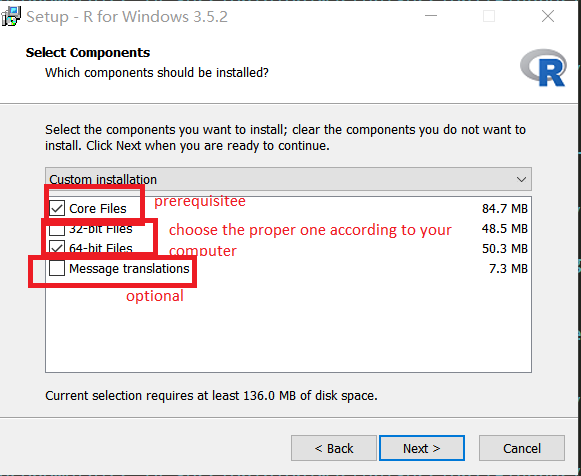 Setup - R for Windows 3.5.2
Select Components
Which components should be installed?
R
Select the components you want to install; clear the components you do not want to
install. Click Next when you are ready to continue.
Custom installation
Core Files prerequisitee 84.7 MB
32-bit Files choose the proper one according to your 48.5 MB
64-bit Files computer 50.3 MB
Message translations 7.3 MB
optional
Current selection requires at least 136.0 MB of disk space.
< Back Next > Cancel